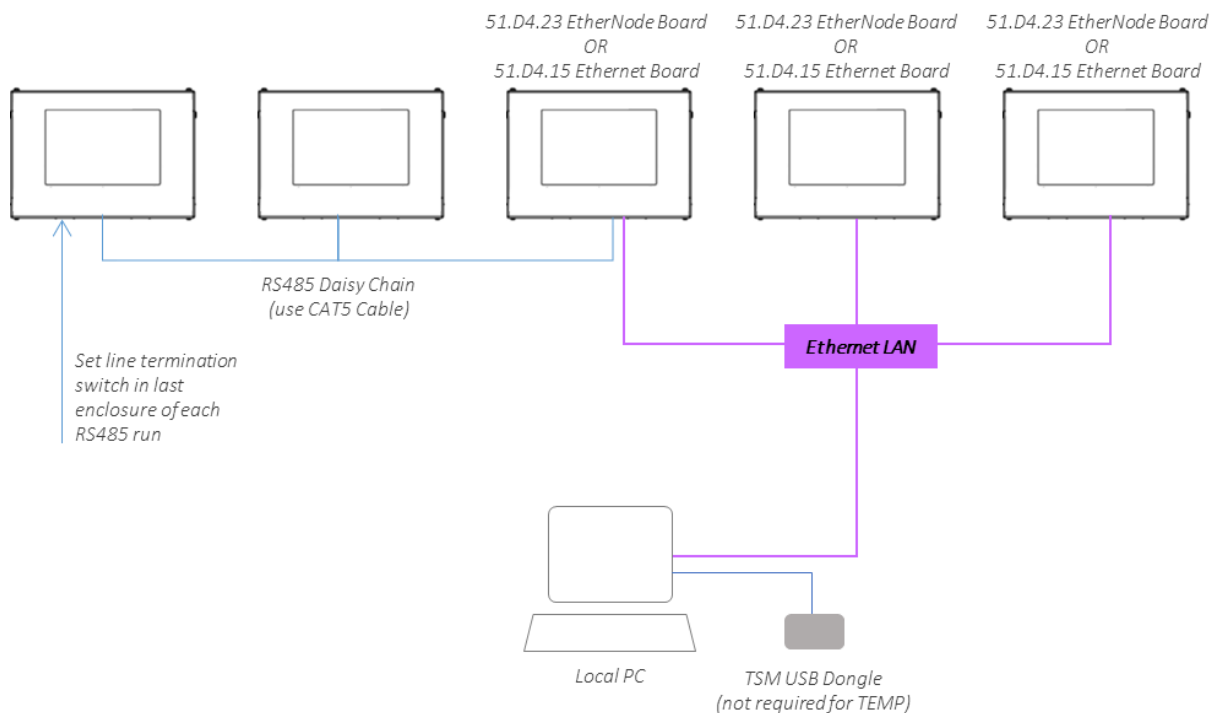 51.D4.23 EtherNode Board
OR
51.D4.15 Ethernet Board
51.D4.23 EtherNode Board
OR
51.D4.15 Ethernet Board
51.D4.23 EtherNode Board
OR
51.D4.15 Ethernet Board
RS485 Daisy Chain
(use CAT5 Cable)
Set line termination
switch in last
enclosure of each
RS485 run
Ethernet LAN
Local PC
TSM USB Dongle
(not required for TEMP)